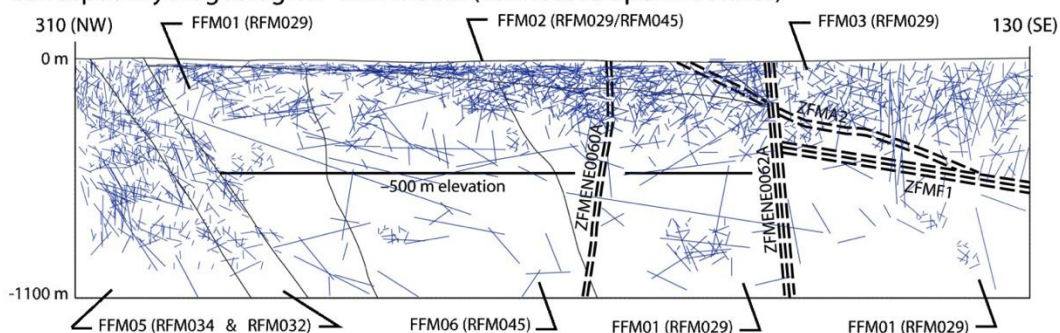 310 (NW)
FFM01 (RFM029)
FFM02 (RFM029/RFM045)
FFM03 (RFM029)
130 (SE)
0 m
ZFMA2
ZFMENE0060A
ZFMENE0062A
ZFMF1
-500 m elevation
-1100 m
FFM05 (RFM034 & RFM032)
FFM06 (RFM045)
FFM01 (RFM029)
FFM01 (RFM029)